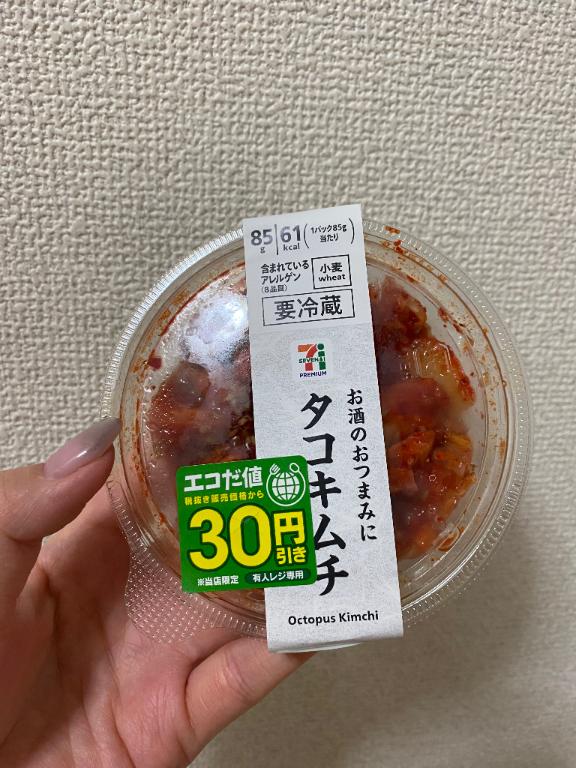 85g 61kcal (1パック85g当たり)
含まれている
アレルゲン
(8品目)
小麦
wheat
要冷蔵
7i
SEVEN&i
PREMIUM
お酒のおつまみに
タコキムチ
Octopus Kimchi
エコだ値
税抜き販売価格から
30円引き
※当店限定 有人レジ専用